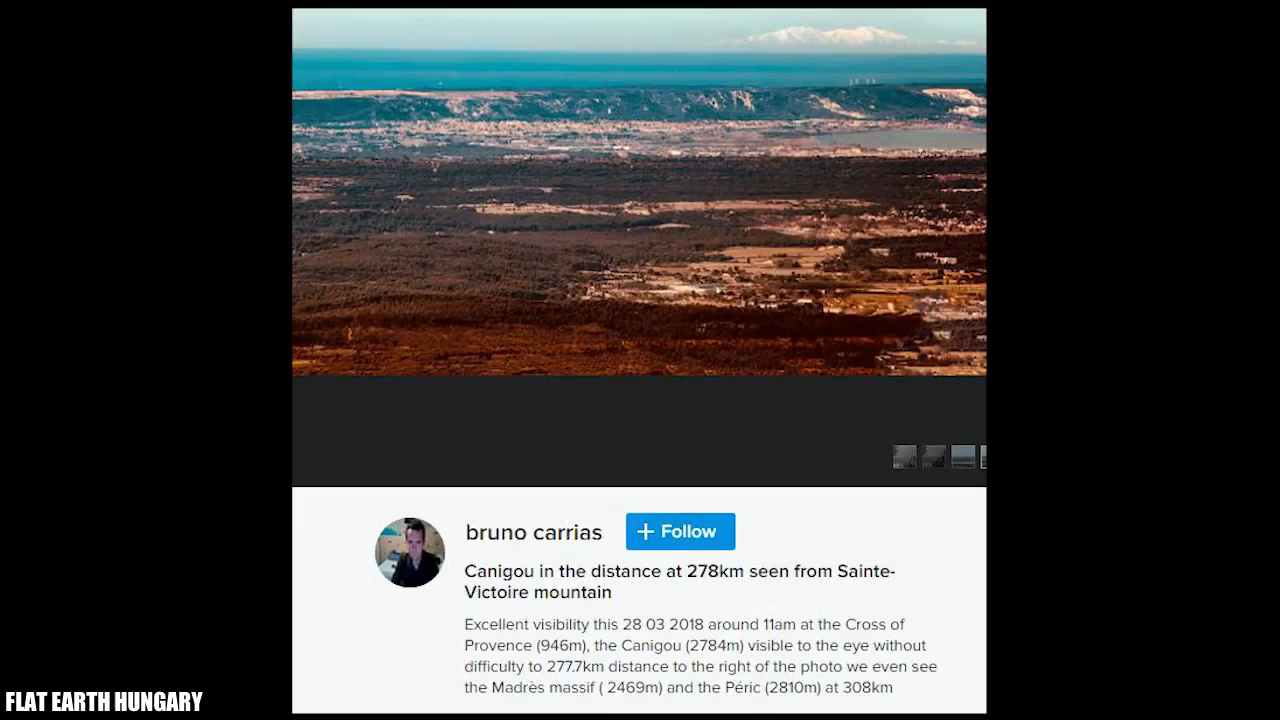 bruno carrias
+ Follow
Canigou in the distance at 278km seen from Sainte-
Victoire mountain
Excellent visibility this 28 03 2018 around 11am at the Cross of
Provence (946m), the Canigou (2784m) visible to the eye without
difficulty to 277.7km distance to the right of the photo we even see
the Madrès massif ( 2469m) and the Péric (2810m) at 308km
FLAT EARTH HUNGARY